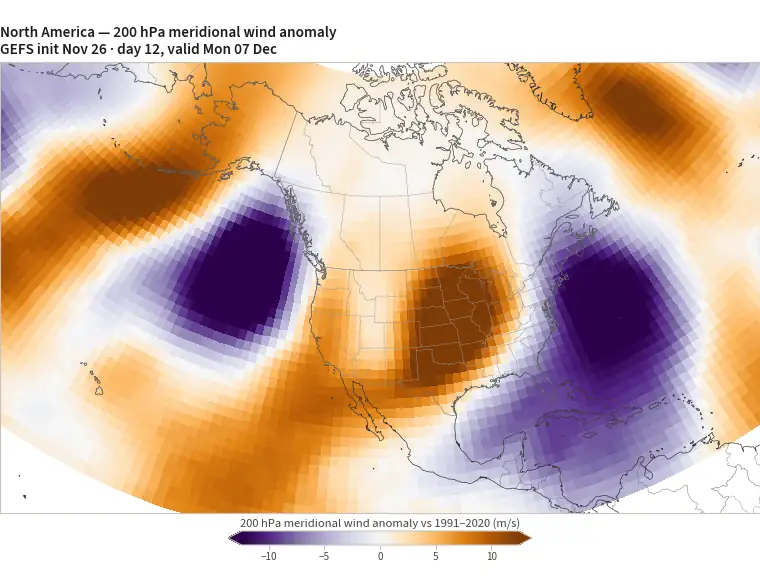 North America — 200 hPa meridional wind anomaly
GEFS init Nov 26 · day 12, valid Mon 07 Dec
200 hPa meridional wind anomaly vs 1991–2020 (m/s)
−10 −5 0 5 10